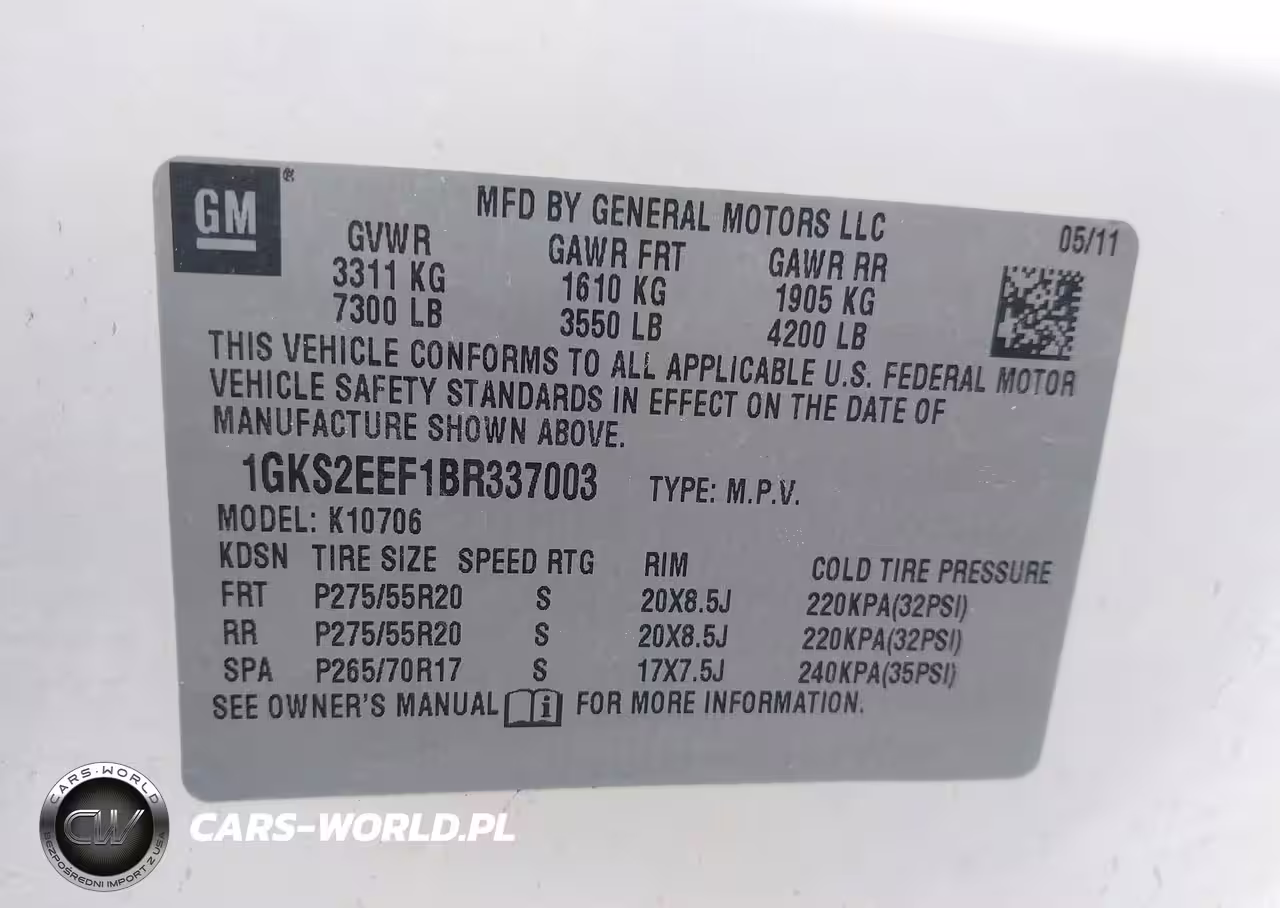 GM®
MFD BY GENERAL MOTORS LLC
05/11
GVWR GAWR FRT GAWR RR
3311 KG 1610 KG 1905 KG
7300 LB 3550 LB 4200 LB
THIS VEHICLE CONFORMS TO ALL APPLICABLE U.S. FEDERAL MOTOR
VEHICLE SAFETY STANDARDS IN EFFECT ON THE DATE OF
MANUFACTURE SHOWN ABOVE.
1GKS2EEF1BR337003 TYPE: M.P.V.
MODEL: K10706
KDSN TIRE SIZE SPEED RTG RIM COLD TIRE PRESSURE
FRT P275/55R20 S 20X8.5J 220KPA(32PSI)
RR P275/55R20 S 20X8.5J 220KPA(32PSI)
SPA P265/70R17 S 17X7.5J 240KPA(35PSI)
SEE OWNER'S MANUAL i FOR MORE INFORMATION.
CARS-WORLD
CW
BEZPOŚREDNI IMPORT Z USA
CARS-WORLD.PL